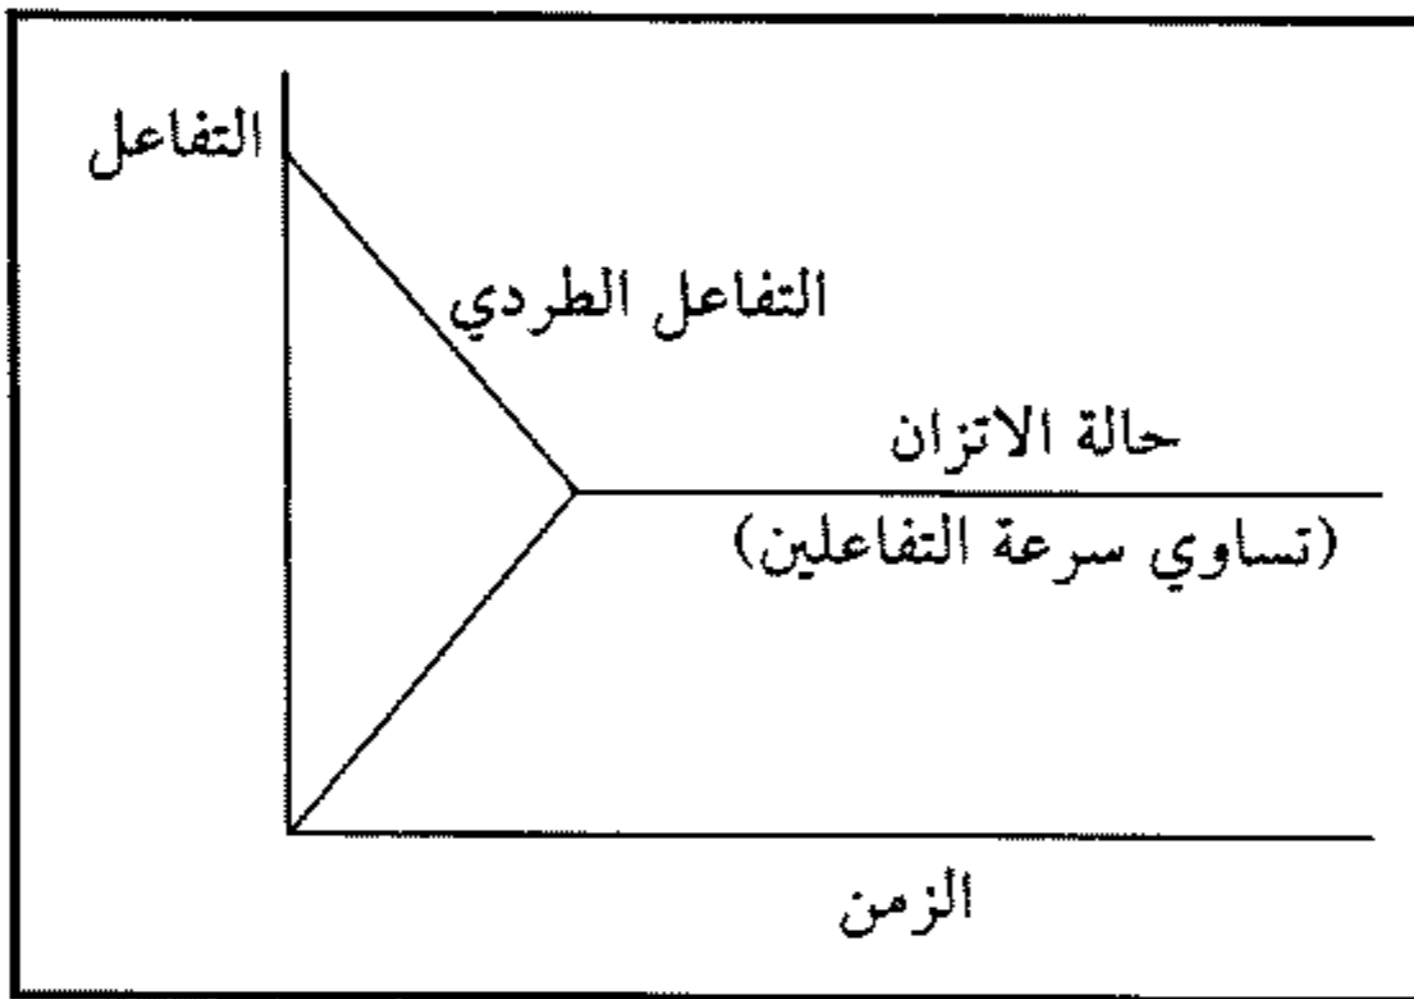 التفاعل
التفاعل الطردي
حالة الاتزان
(تساوي سرعة التفاعلين)
الزمن